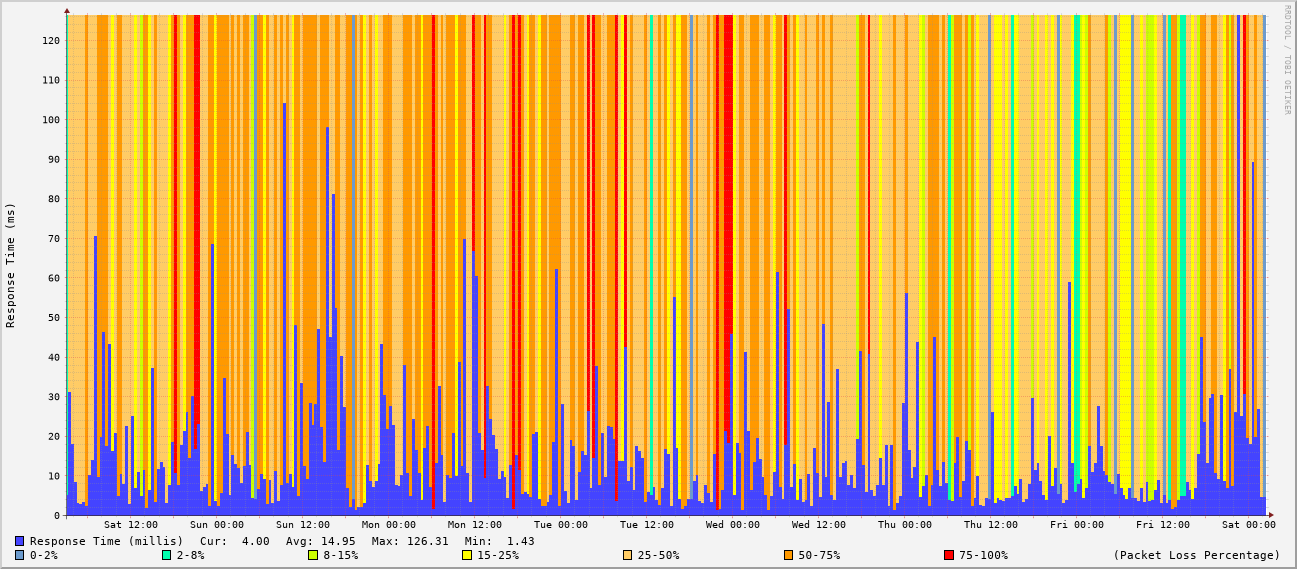 RRDTOOL / TOBI OETIKER
Response Time (ms)
120
110
100
90
80
70
60
50
40
30
20
10
0
Sat 12:00 Sun 00:00 Sun 12:00 Mon 00:00 Mon 12:00 Tue 00:00 Tue 12:00 Wed 00:00 Wed 12:00 Thu 00:00 Thu 12:00 Fri 00:00 Fri 12:00 Sat 00:00
Response Time (millis) Cur: 4.00 Avg: 14.95 Max: 126.31 Min: 1.43
0-2% 2-8% 8-15% 15-25% 25-50% 50-75% 75-100% (Packet Loss Percentage)